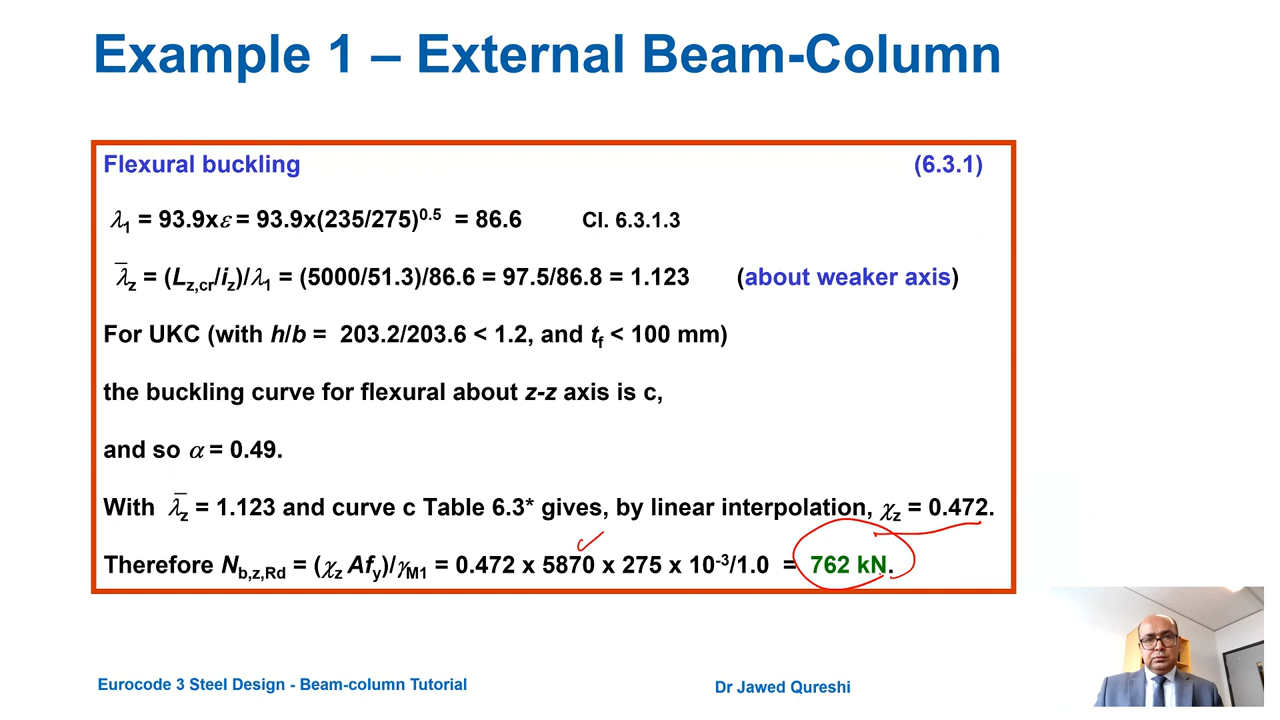 Example 1 – External Beam-Column
Flexural buckling (6.3.1)
λ1 = 93.9xε = 93.9x(235/275)^0.5 = 86.6 Cl. 6.3.1.3
λ̅z = (Lz,cr/iz)/λ1 = (5000/51.3)/86.6 = 97.5/86.8 = 1.123 (about weaker axis)
For UKC (with h/b = 203.2/203.6 < 1.2, and tf < 100 mm)
the buckling curve for flexural about z-z axis is c,
and so α = 0.49.
With λ̅z = 1.123 and curve c Table 6.3* gives, by linear interpolation, χz = 0.472.
Therefore Nb,z,Rd = (χz Afy)/γM1 = 0.472 x 5870 x 275 x 10^-3/1.0 = 762 kN.
Eurocode 3 Steel Design - Beam-column Tutorial
Dr Jawed Qureshi